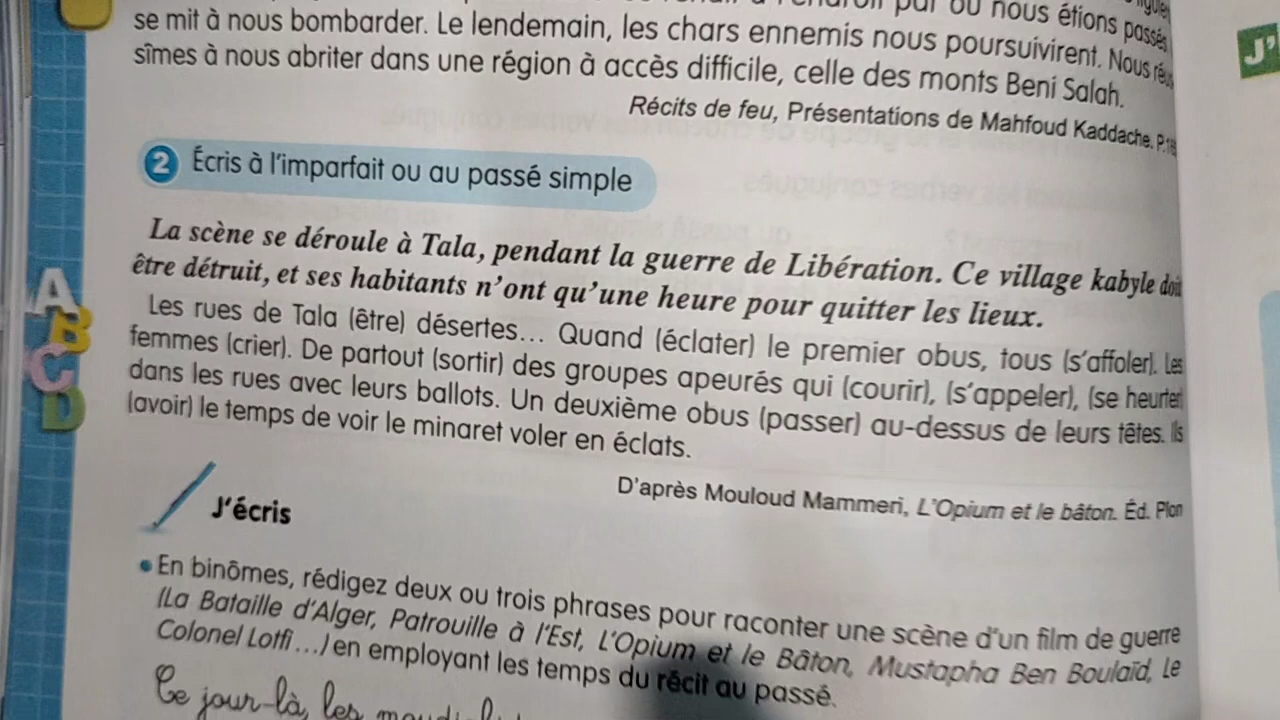 où nous étions passés
se mit à nous bombarder. Le lendemain, les chars ennemis nous poursuivirent. Nous réus
sîmes à nous abriter dans une région à accès difficile, celle des monts Beni Salah.
Récits de feu, Présentations de Mahfoud Kaddache.
2 Écris à l'imparfait ou au passé simple
La scène se déroule à Tala, pendant la guerre de Libération. Ce village kabyle doit
être détruit, et ses habitants n'ont qu'une heure pour quitter les lieux.
Les rues de Tala (être) désertes... Quand (éclater) le premier obus, tous (s'affoler). Les
femmes (crier). De partout (sortir) des groupes apeurés qui (courir), (s'appeler), (se heurter)
dans les rues avec leurs ballots. Un deuxième obus (passer) au-dessus de leurs têtes. Ils
(avoir) le temps de voir le minaret voler en éclats.
D'après Mouloud Mammeri, L'Opium et le bâton. Éd. Plon
A
B
C
D
J'écris
• En binômes, rédigez deux ou trois phrases pour raconter une scène d'un film de guerre
(La Bataille d'Alger, Patrouille à l'Est, L'Opium et le Bâton, Mustapha Ben Boulaïd, Le
Colonel Lotfi ...) en employant les temps du récit au passé.
Ce jour-là, les
J'